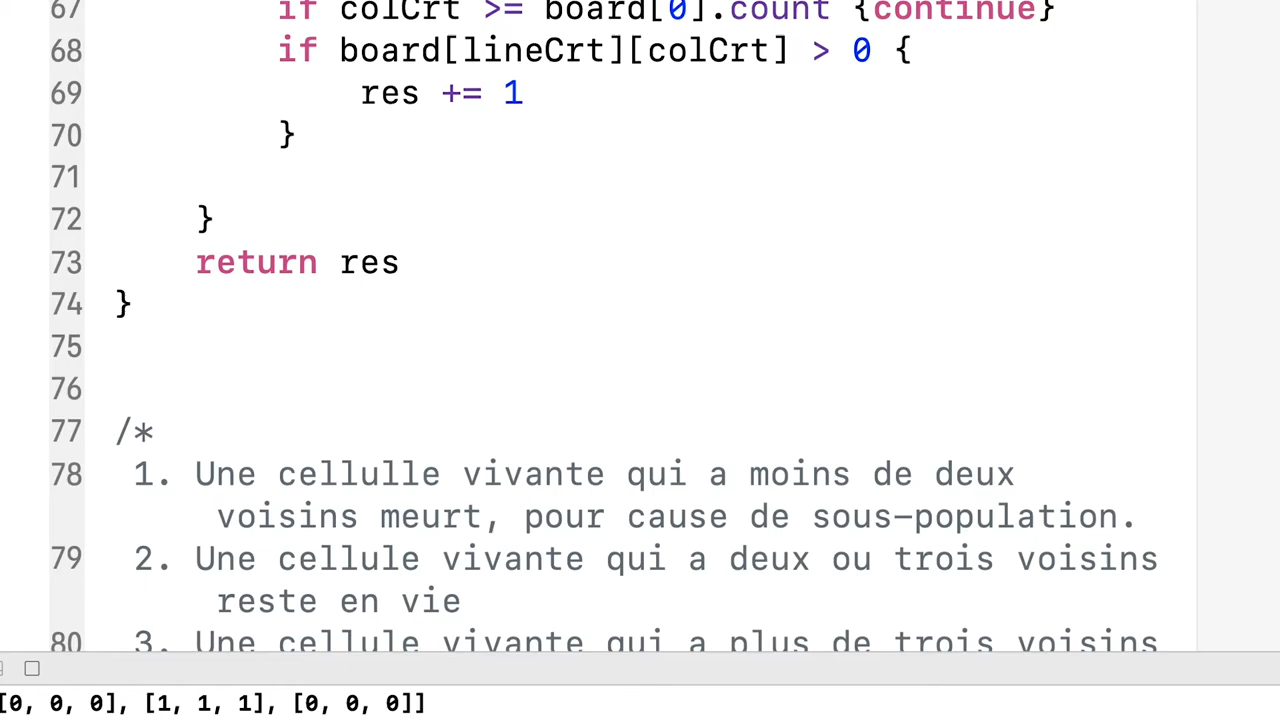 67 if colCrt >= board[0].count {continue}
68 if board[lineCrt][colCrt] > 0 {
69 res += 1
70 }
71
72 }
73 return res
74 }
75
76
77 /*
78 1. Une cellulle vivante qui a moins de deux
voisins meurt, pour cause de sous-population.
79 2. Une cellule vivante qui a deux ou trois voisins
reste en vie
80 3. Une cellule vivante qui a plus de trois voisins
[0, 0, 0], [1, 1, 1], [0, 0, 0]]